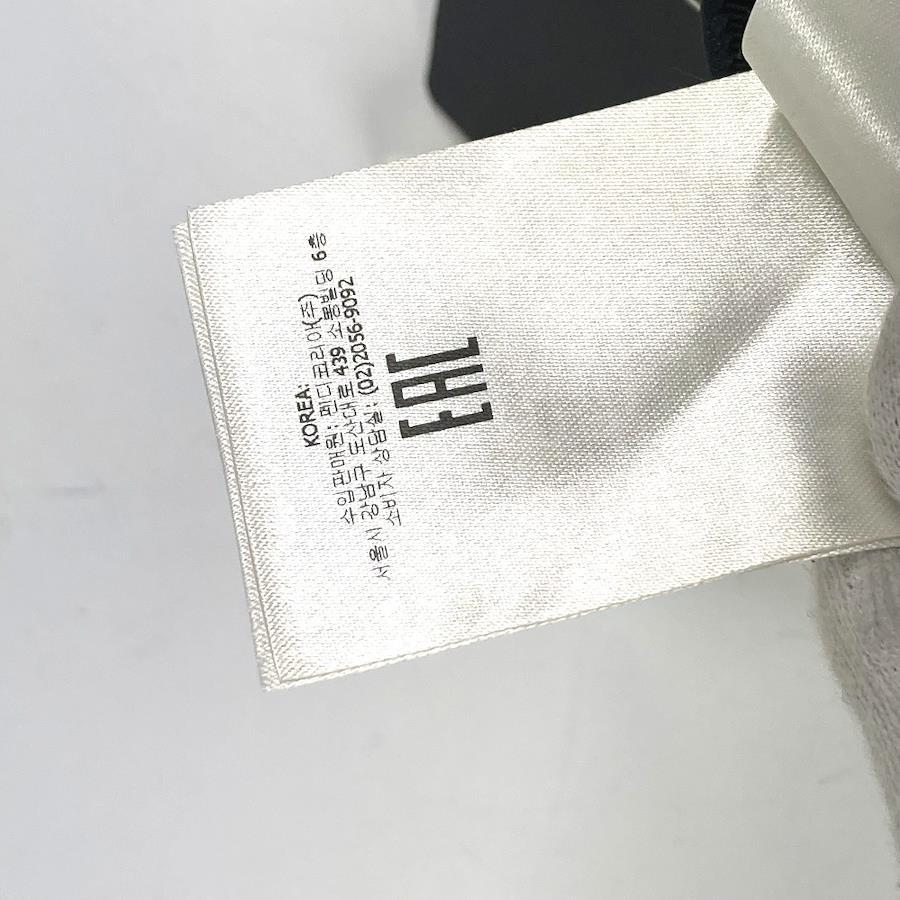 KOREA:
수입 판매원: 펜디코리아(주)
서울시 강남구 도산대로 439 소롱빌딩 6층
소비자 상담실: (02)2056-9092
EAC